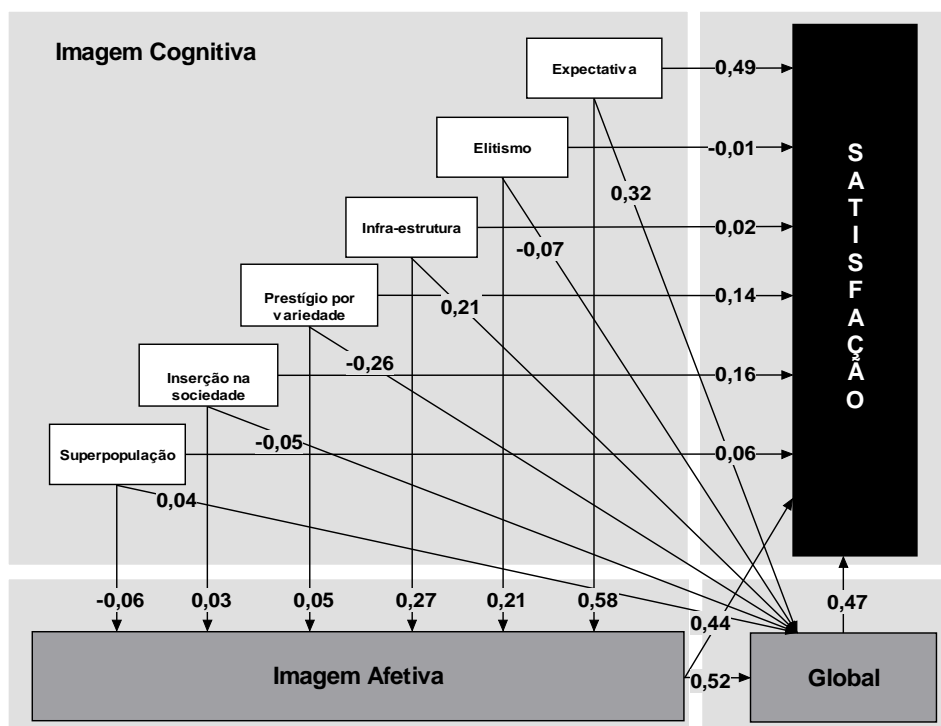 Imagem Cognitiva
Expectativa
0,49
Elitismo
-0,01
0,32
Infra-estrutura
0,02
-0,07
Prestígio por
variedade
0,14
0,21
-0,26
Inserção na
sociedade
0,16
-0,05
Superpopulação
0,06
0,04
S
A
T
I
S
F
A
Ç
Ã
O
-0,06
0,03
0,05
0,27
0,21
0,58
0,44
0,47
Imagem Afetiva
0,52
Global